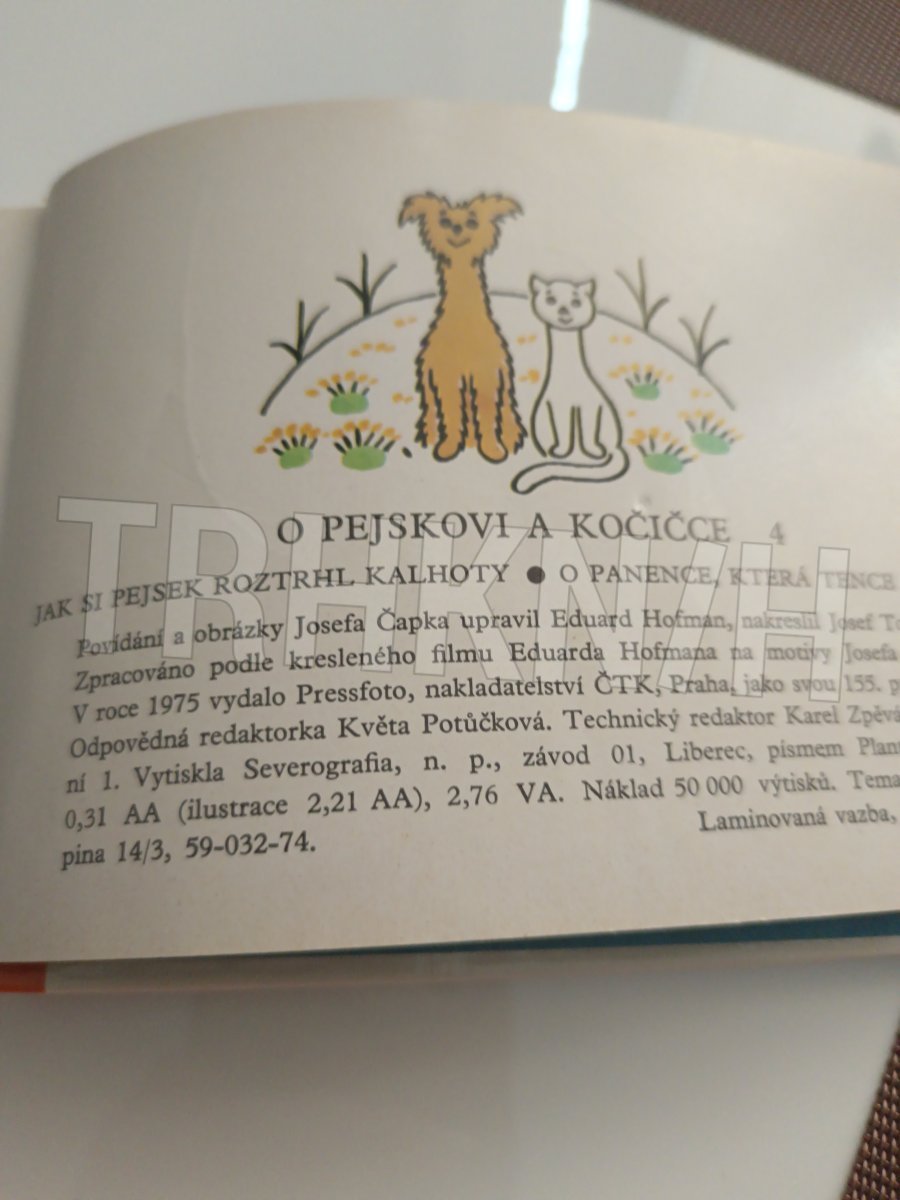 O PEJSKOVI A KOČIČCE 4
JAK SI PEJSEK ROZTRHL KALHOTY ● O PANENCE, KTERÁ TENCE
Povídání a obrázky Josefa Čapka upravil Eduard Hofman, nakreslil Josef
Zpracováno podle kresleného filmu Eduarda Hofmana na motivy Josefa
V roce 1975 vydalo Pressfoto, nakladatelství ČTK, Praha, jako svou 155.
Odpovědná redaktorka Květa Potůčková. Technický redaktor Karel
ní 1. Vytiskla Severografia, n. p., závod 01, Liberec, písmem
0,31 AA (ilustrace 2,21 AA), 2,76 VA. Náklad 50 000 výtisků.
pina 14/3, 59-032-74.
Laminovaná vazba,
TRHKNIH